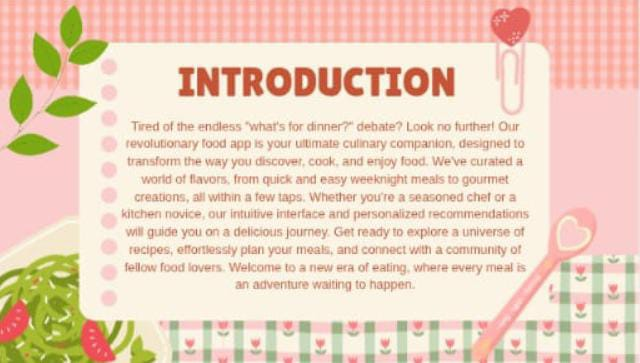 INTRODUCTION
Tired of the endless "what's for dinner?" debate? Look no further! Our
revolutionary food app is your ultimate culinary companion, designed to
transform the way you discover, cook, and enjoy food. We've curated a
world of flavors, from quick and easy weeknight meals to gourmet
creations, all within a few taps. Whether you're a seasoned chef or a
kitchen novice, our intuitive interface and personalized recommendations
will guide you on a delicious journey. Get ready to explore a universe of
recipes, effortlessly plan your meals, and connect with a community of
fellow food lovers. Welcome to a new era of eating, where every meal is
an adventure waiting to happen.